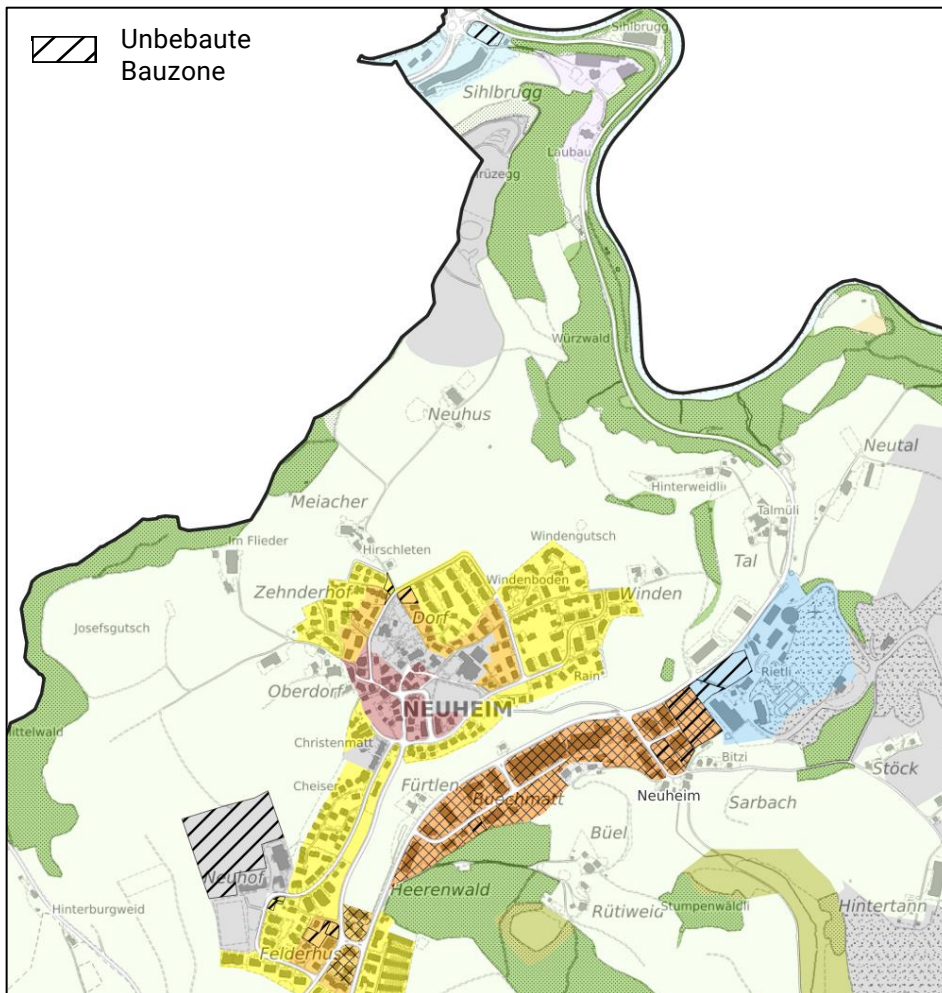 Unbebaute
Bauzone
Sihlbrugg
Sihlbrugg
Laubau
Würzwald
Neuhus
Neutal
Hinterweidli
Meiacher
Talmüli
Im Flieder
Hirschleten
Windengutsch
Tal
Zehnderhof
Windenboden
Winden
Dorf
Josefsgutsch
Oberdorf
Rain
Rietli
NEUHEIM
Mittelwald
Christenmatt
Bitzi
Stöck
Cheiser
Fürtlen
Neuheim
Sarbach
Buechmatt
Büel
Neuhof
Heerenwald
Hinterburgweid
Rütiweid
Stumpenwäldli
Hintertann
Felderhus